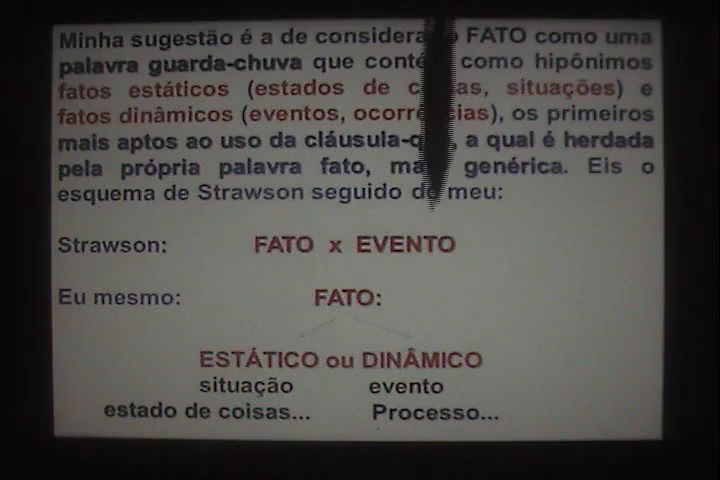 Minha sugestão é a de considerar o FATO como uma
palavra guarda-chuva que contém como hipônimos
fatos estáticos (estados de coisas, situações) e
fatos dinâmicos (eventos, ocorrências), os primeiros
mais aptos ao uso da cláusula-que, a qual é herdada
pela própria palavra fato, mais genérica. Eis o
esquema de Strawson seguido do meu:
Strawson: FATO x EVENTO
Eu mesmo: FATO:
ESTÁTICO ou DINÂMICO
situação evento
estado de coisas... Processo...